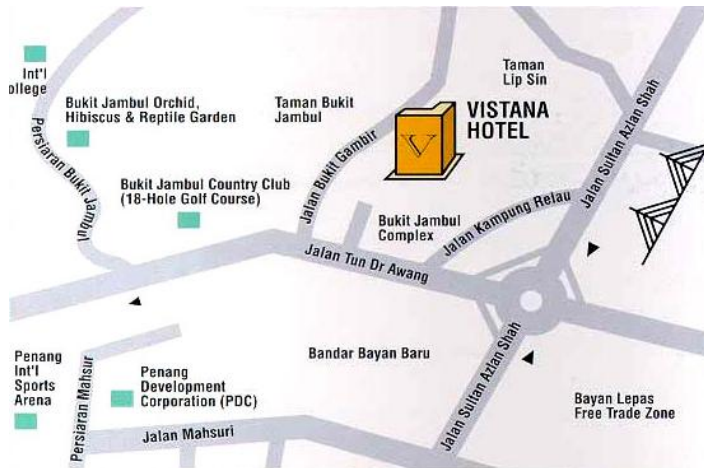 Int'l
ollege
Bukit Jambul Orchid,
Hibiscus & Reptile Garden
Taman Bukit
Jambul
Taman
Lip Sin
V
VISTANA
HOTEL
Persiaran Bukit Jambul
Jalan Bukit Gambir
Jalan Sultan Azlan Shah
Bukit Jambul Country Club
(18-Hole Golf Course)
Bukit Jambul
Complex
Jalan Kampung Relau
Jalan Tun Dr Awang
Penang
Int'l
Sports
Arena
Persiaran Mahsur
Penang
Development
Corporation (PDC)
Bandar Bayan Baru
Jalan Sultan Azlan Shah
Bayan Lepas
Free Trade Zone
Jalan Mahsuri